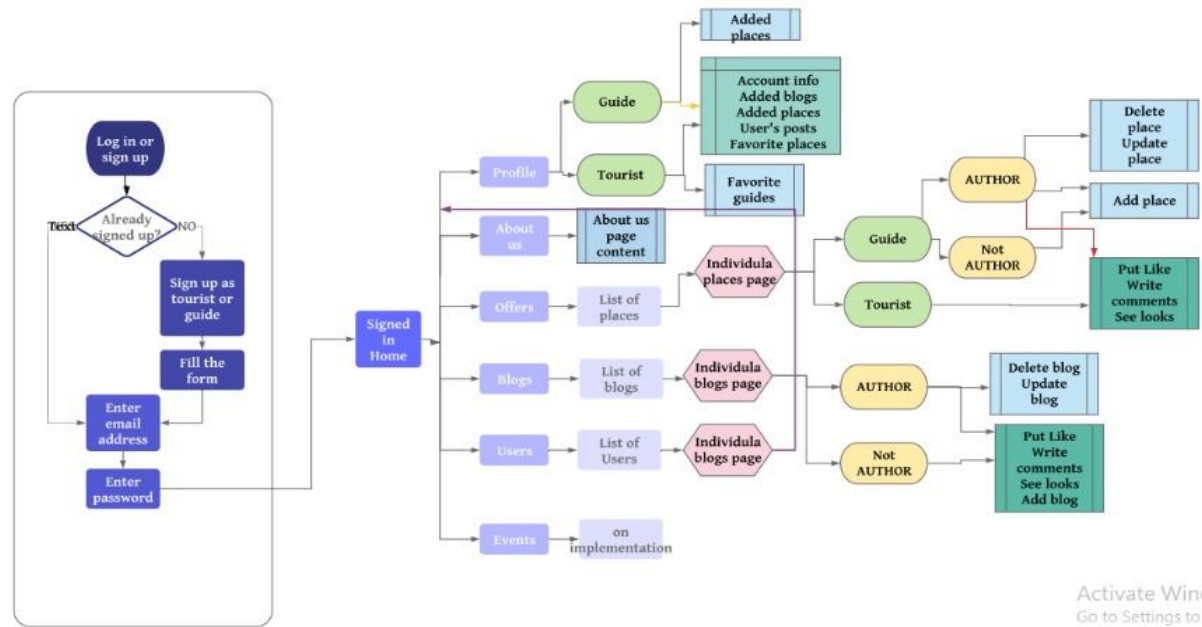 Log in or
sign up
Already
signed up?
NO
Sign up as
tourist or
guide
Fill the
form
Enter
email
address
Enter
password
Signed
in
Home
Profile
About
us
Offers
Blogs
Users
Events
Guide
Tourist
Added
places
Account info
Added blogs
Added places
User's posts
Favorite places
Favorite
guides
About us
page
content
List of
places
List of
blogs
List of
Users
on
implementation
Individula
places page
Individula
blogs page
Individula
blogs page
Guide
Tourist
AUTHOR
Not
AUTHOR
Delete
place
Update
place
Add place
Put Like
Write
comments
See looks
AUTHOR
Not
AUTHOR
Delete blog
Update
blog
Put Like
Write
comments
See looks
Add blog
Activate Win
Go to Settings to